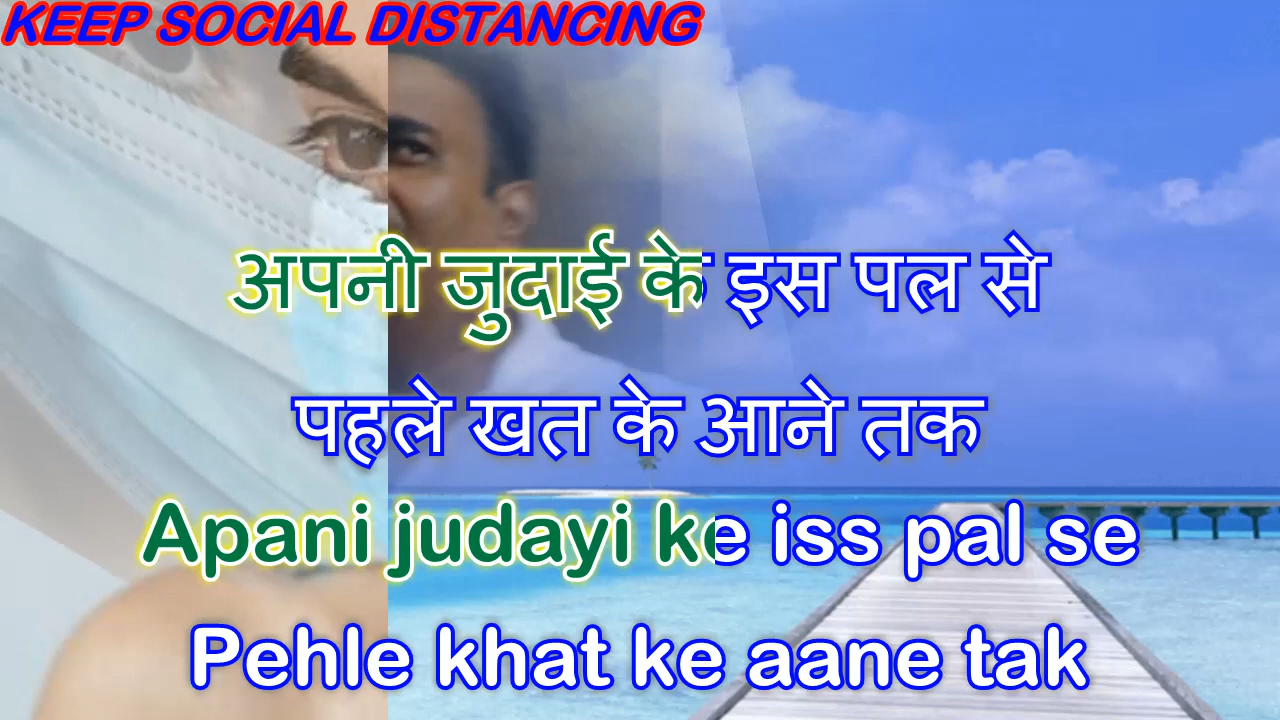 KEEP SOCIAL DISTANCING
अपनी जुदाई के इस पल से
पहले खत के आने तक
Apani judayi ke iss pal se
Pehle khat ke aane tak